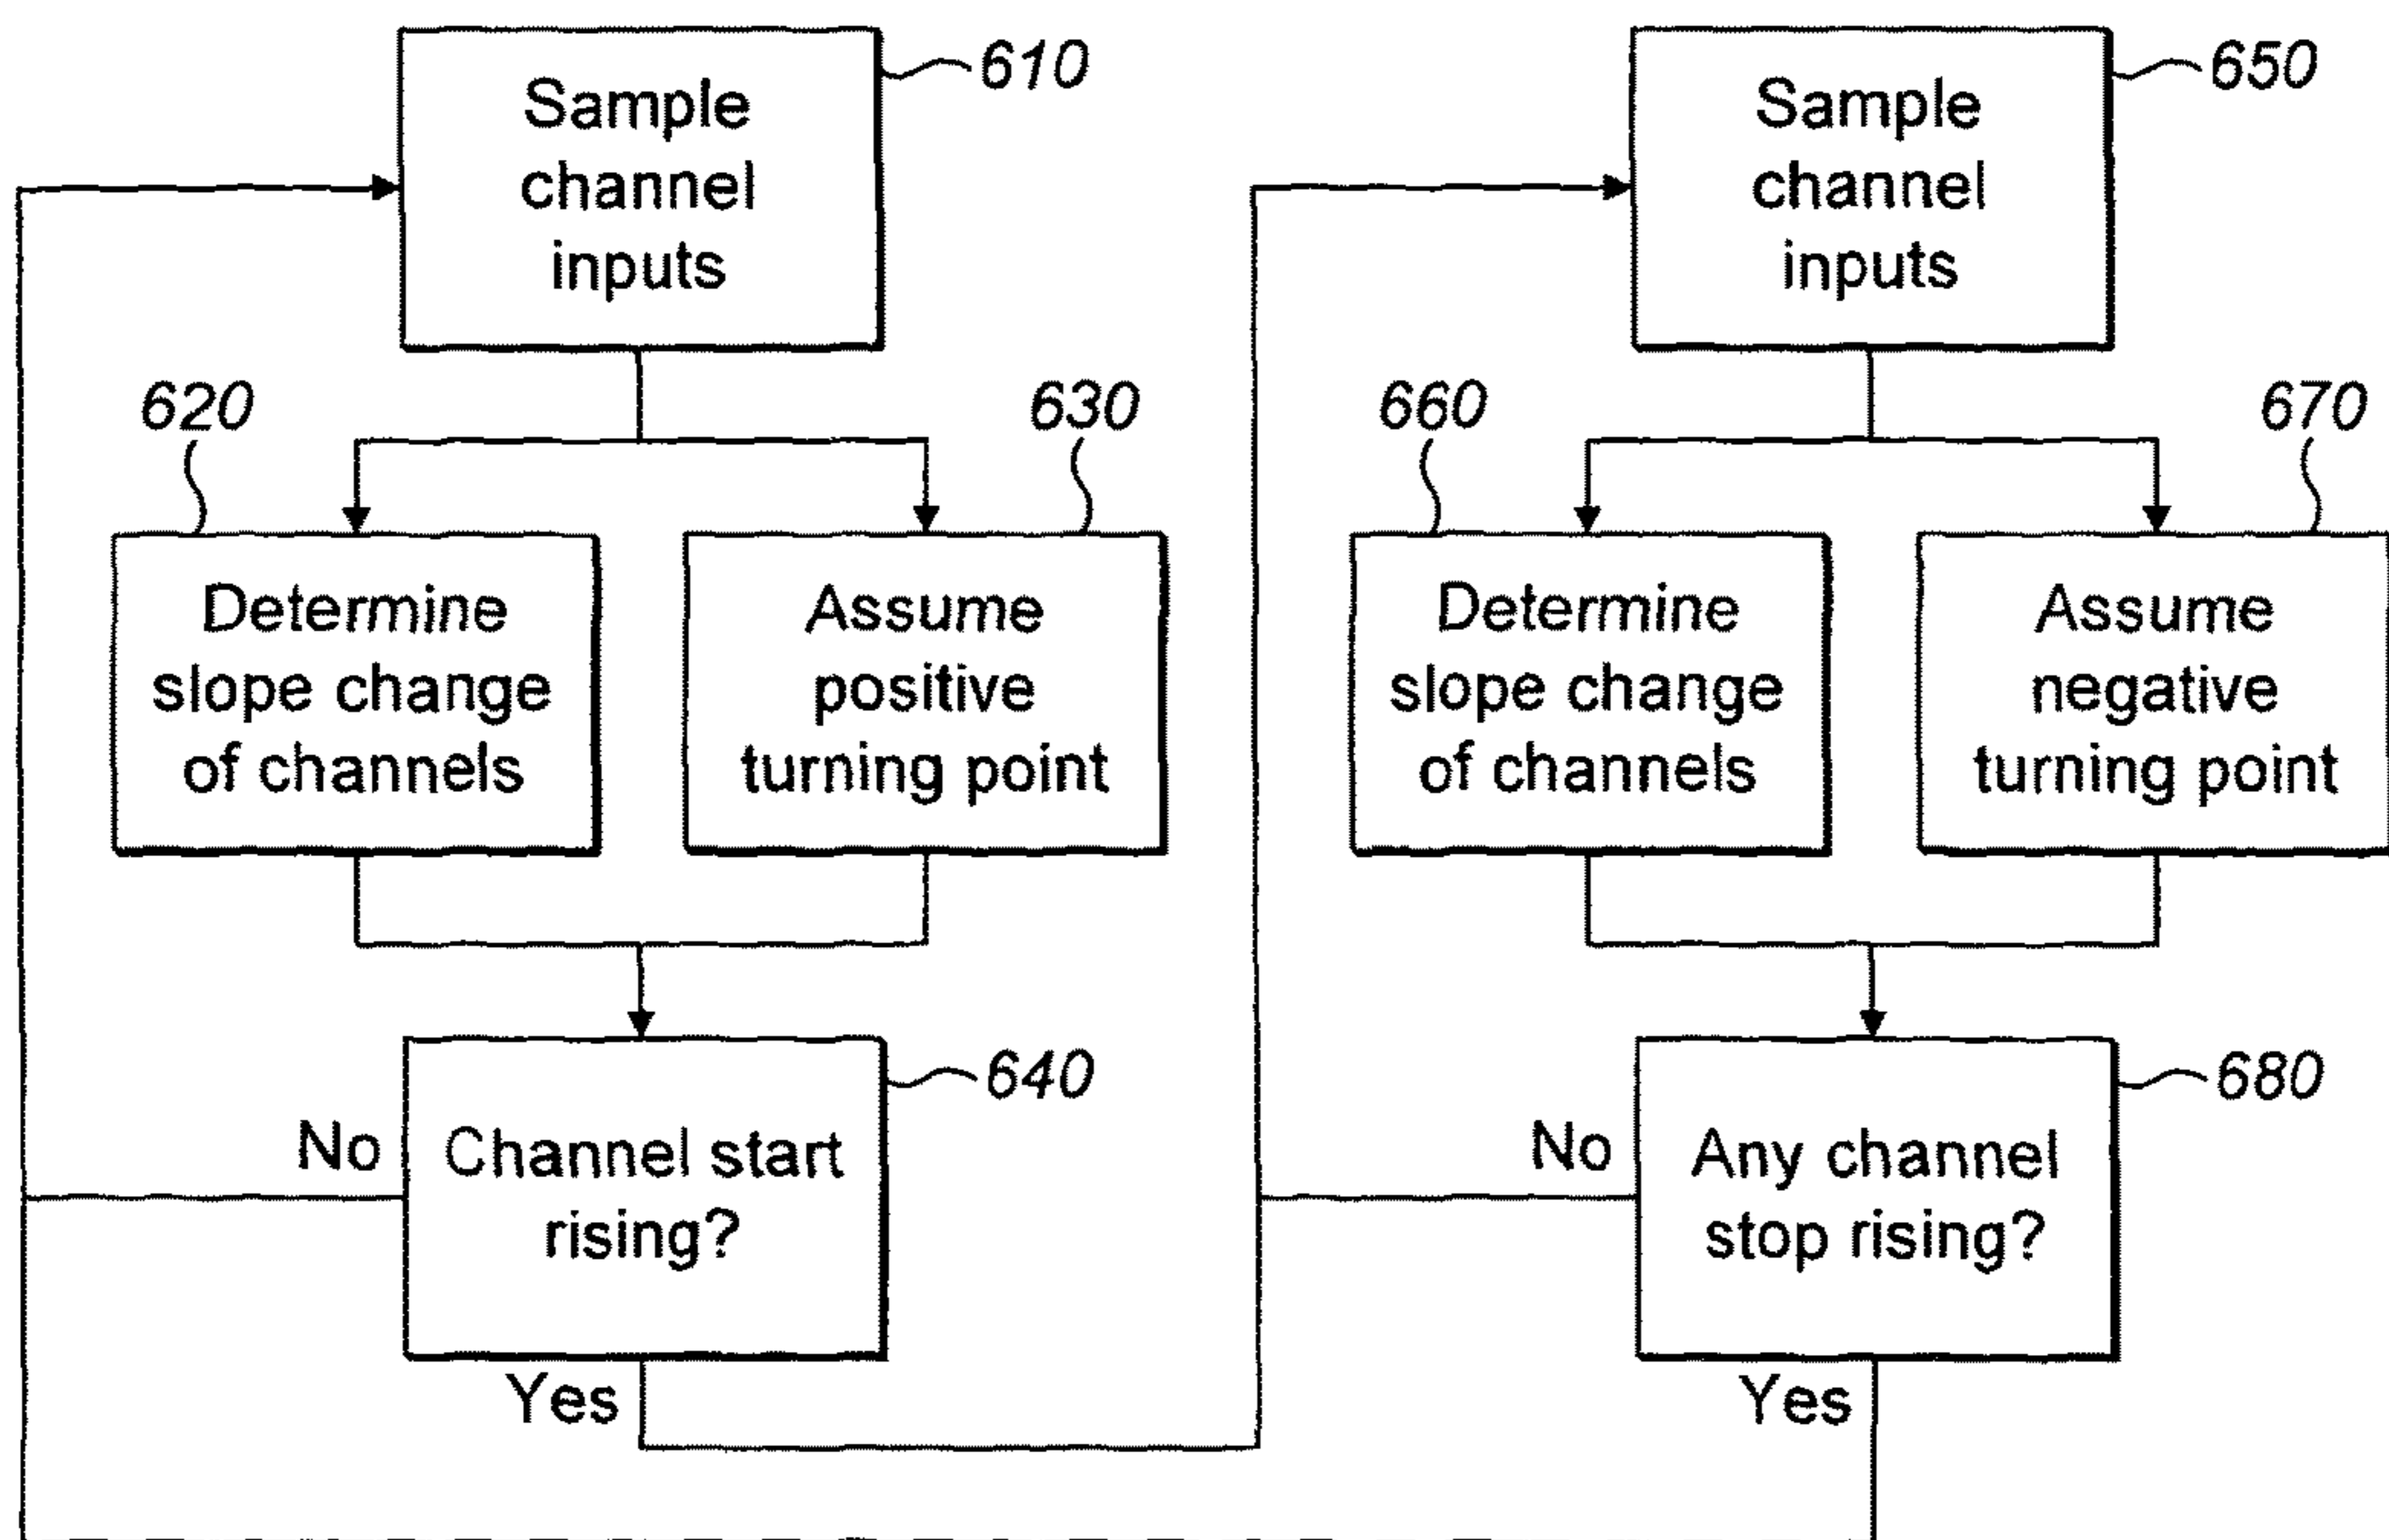 Sample
channel
inputs
610
620
630
Determine
slope change
of channels
Assume
positive
turning point
640
No
Channel start
rising?
Yes
Sample
channel
inputs
650
660
670
Determine
slope change
of channels
Assume
negative
turning point
680
No
Any channel
stop rising?
Yes